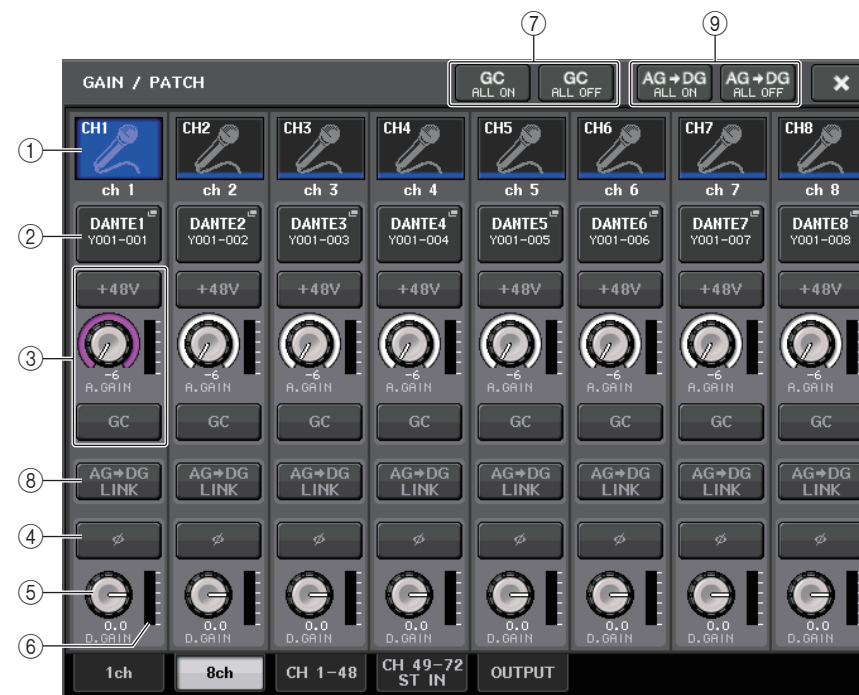 ⑦ ⑨
GAIN / PATCH GC ALL ON GC ALL OFF AG➔DG ALL ON AG➔DG ALL OFF ×
① CH1 CH2 CH3 CH4 CH5 CH6 CH7 CH8
ch 1 ch 2 ch 3 ch 4 ch 5 ch 6 ch 7 ch 8
② DANTE1 DANTE2 DANTE3 DANTE4 DANTE5 DANTE6 DANTE7 DANTE8
Y001-001 Y001-002 Y001-003 Y001-004 Y001-005 Y001-006 Y001-007 Y001-008
+48V +48V +48V +48V +48V +48V +48V +48V
③
-6 -6 -6 -6 -6 -6 -6 -6
A.GAIN A.GAIN A.GAIN A.GAIN A.GAIN A.GAIN A.GAIN A.GAIN
GC GC GC GC GC GC GC GC
⑧ AG➔DG AG➔DG AG➔DG AG➔DG AG➔DG AG➔DG AG➔DG AG➔DG
LINK LINK LINK LINK LINK LINK LINK LINK
④ ø ø ø ø ø ø ø ø
⑤
0.0 0.0 0.0 0.0 0.0 0.0 0.0 0.0
⑥ D.GAIN D.GAIN D.GAIN D.GAIN D.GAIN D.GAIN D.GAIN D.GAIN
1ch 8ch CH 1-48 CH 49-72 ST IN OUTPUT